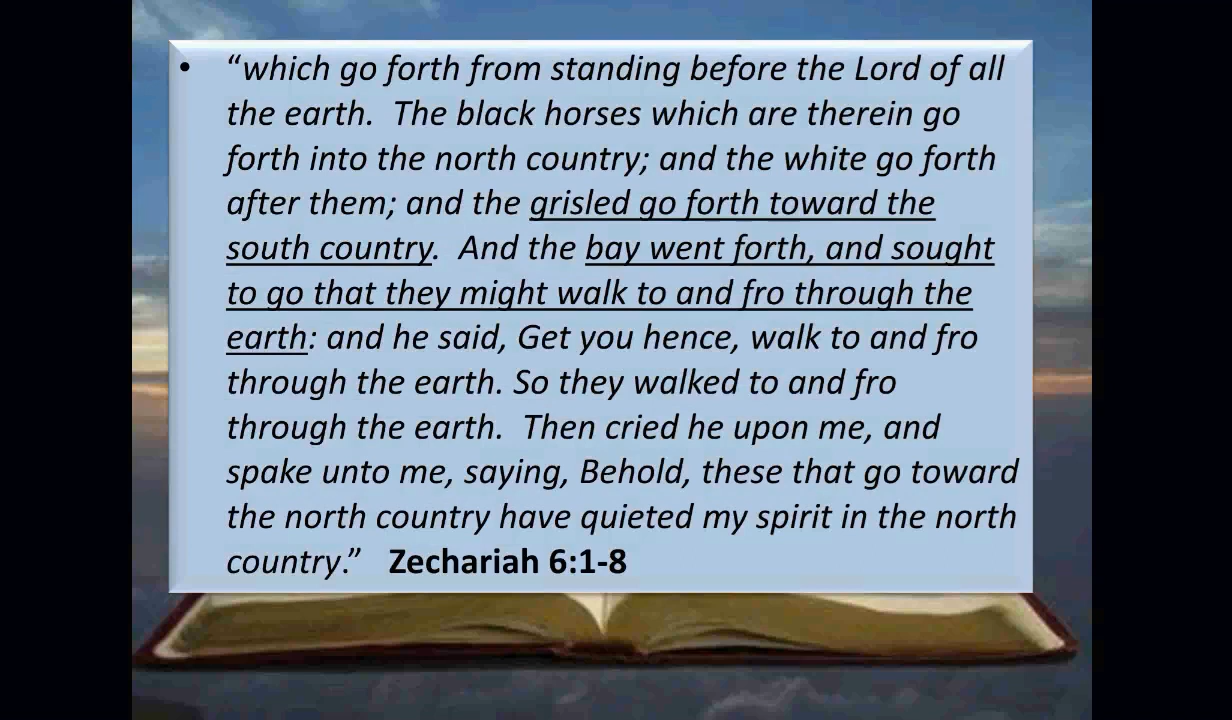 • “which go forth from standing before the Lord of all
the earth.  The black horses which are therein go
forth into the north country; and the white go forth
after them; and the grisled go forth toward the
south country.  And the bay went forth, and sought
to go that they might walk to and fro through the
earth: and he said, Get you hence, walk to and fro
through the earth. So they walked to and fro
through the earth.  Then cried he upon me, and
spake unto me, saying, Behold, these that go toward
the north country have quieted my spirit in the north
country.”   Zechariah 6:1-8